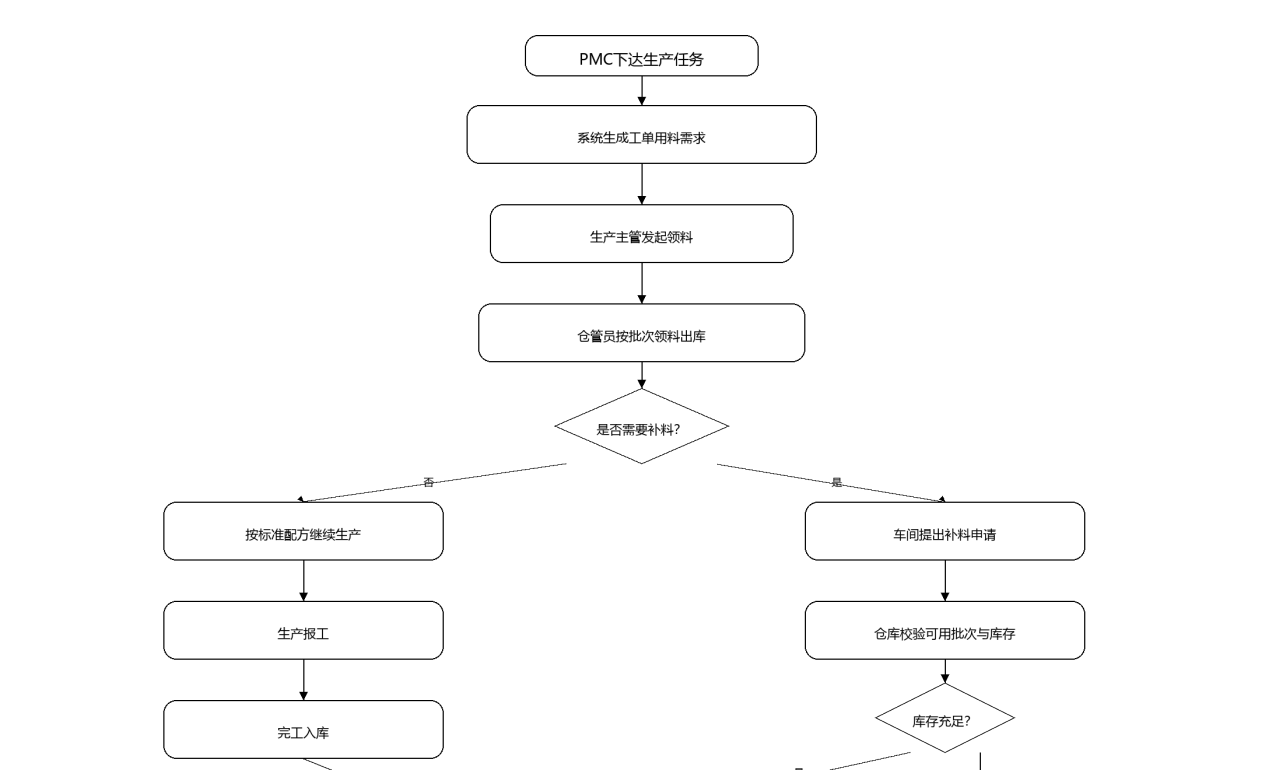 PMC下达生产任务
系统生成工单用料需求
生产主管发起领料
仓管员按批次领料出库
是否需要补料?
否
是
按标准配方继续生产
车间提出补料申请
生产报工
仓库校验可用批次与库存
完工入库
库存充足?